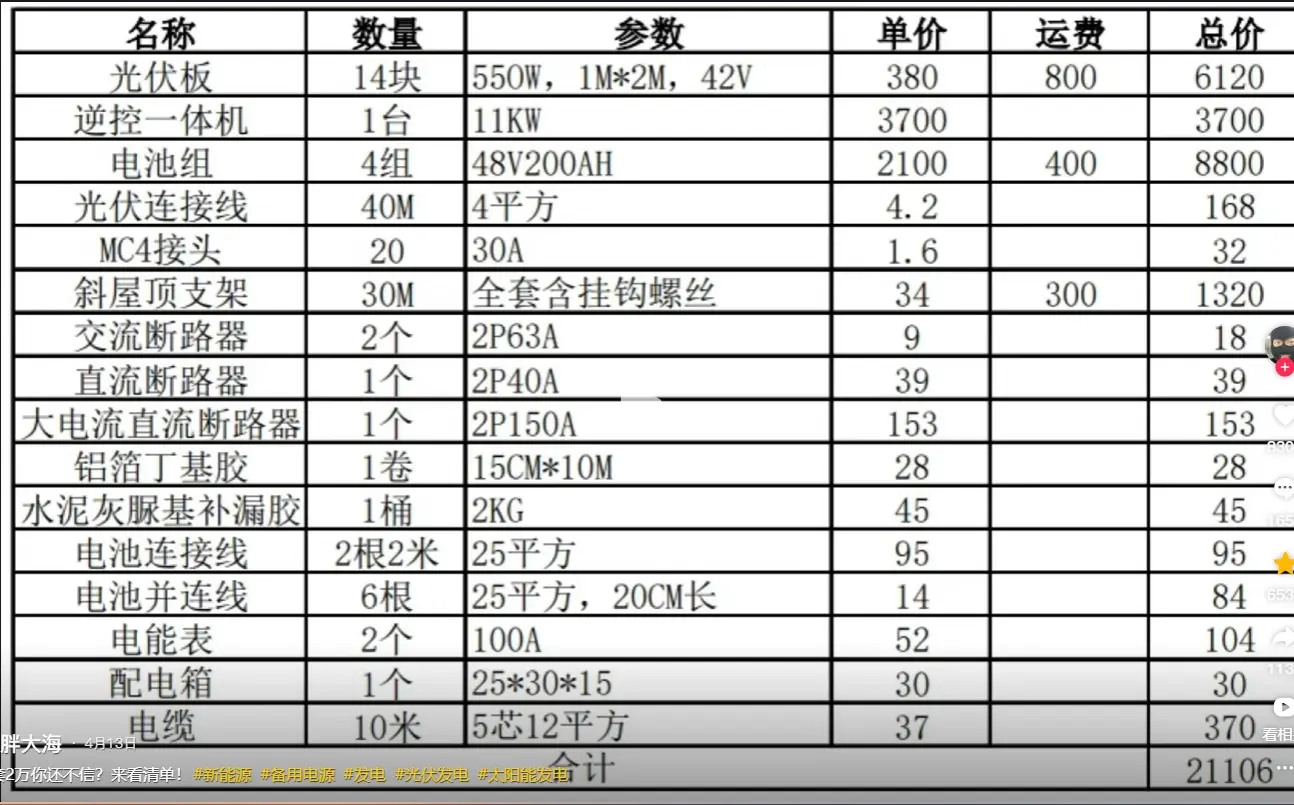 名称 数量 参数 单价 运费 总价
光伏板 14块 550W，1M*2M，42V 380 800 6120
逆控一体机 1台 11KW 3700 3700
电池组 4组 48V200AH 2100 400 8800
光伏连接线 40M 4平方 4.2 168
MC4接头 20 30A 1.6 32
斜屋顶支架 30M 全套含挂钩螺丝 34 300 1320
交流断路器 2个 2P63A 9 18
直流断路器 1个 2P40A 39 39
大电流直流断路器 1个 2P150A 153 153
铝箔丁基胶 1卷 15CM*10M 28 28
水泥灰脲基补漏胶 1桶 2KG 45 45
电池连接线 2根2米 25平方 95 95
电池并连线 6根 25平方，20CM长 14 84
电能表 2个 100A 52 104
配电箱 1个 25*30*15 30 30
电缆 10米 5芯12平方 37 370
合计 21106
胖大海 · 4月13日
2万你还不信？来看清单！ #新能源 #备用电源 #发电 #光伏发电 #太阳能发电
653
113
看相